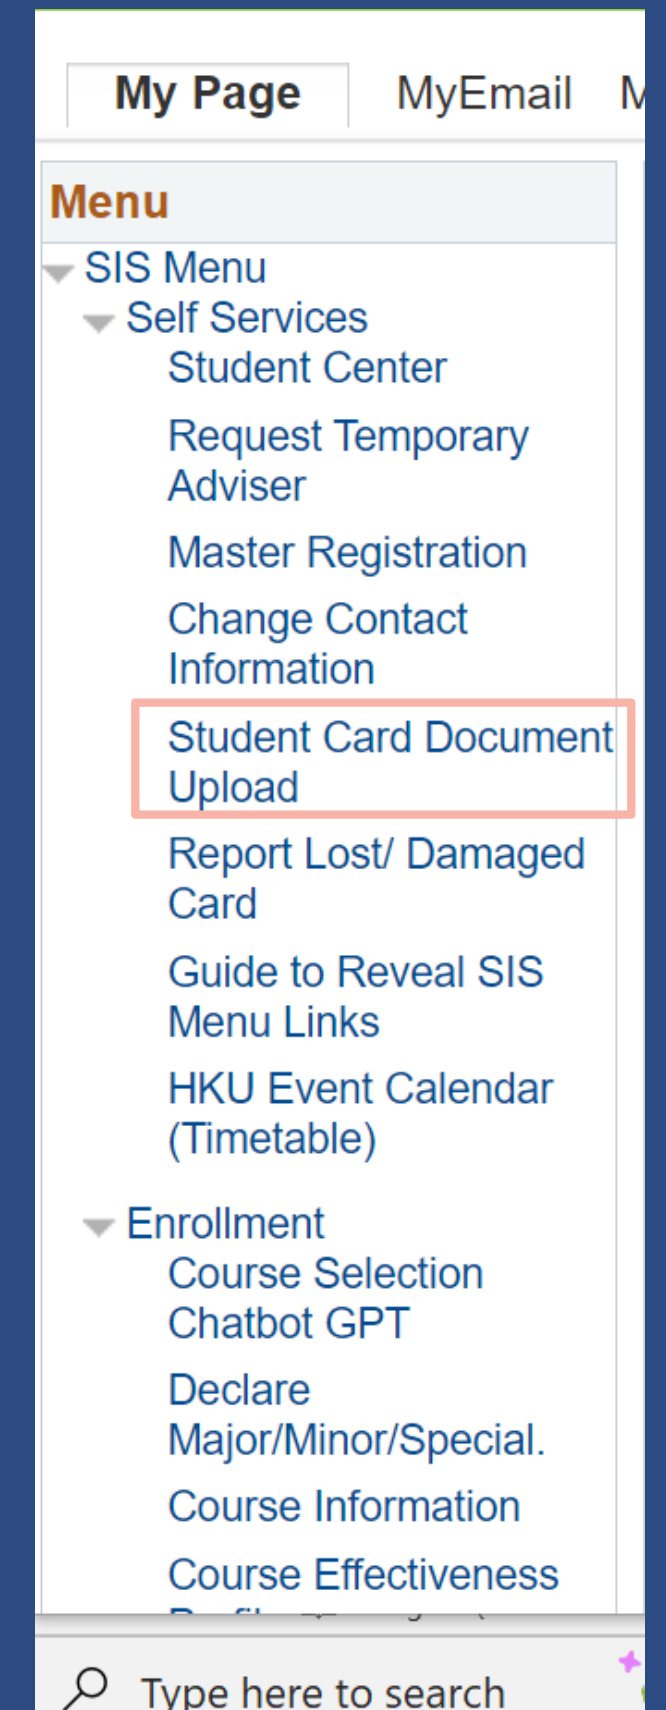 My Page MyEmail
Menu
SIS Menu
Self Services
Student Center
Request Temporary
Adviser
Master Registration
Change Contact
Information
Student Card Document
Upload
Report Lost/ Damaged
Card
Guide to Reveal SIS
Menu Links
HKU Event Calendar
(Timetable)
Enrollment
Course Selection
Chatbot GPT
Declare
Major/Minor/Special.
Course Information
Course Effectiveness
Type here to search